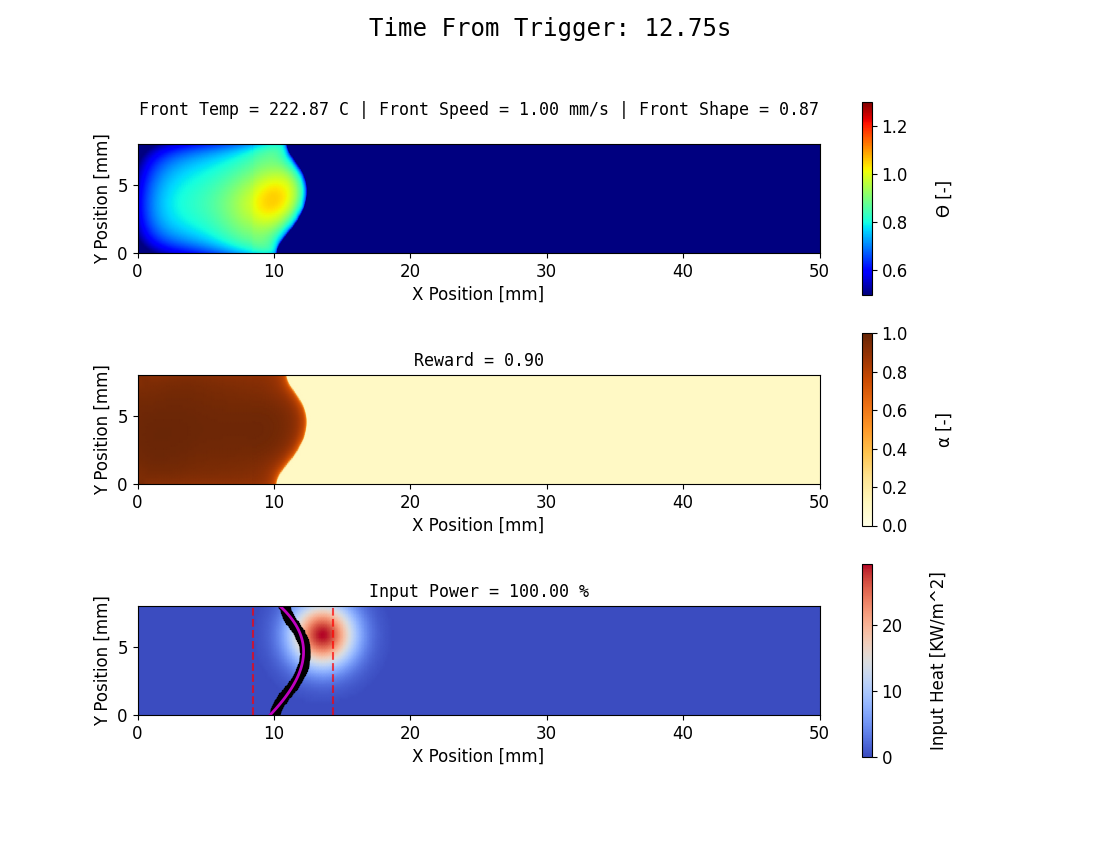 Time From Trigger: 12.75s
Front Temp = 222.87 C | Front Speed = 1.00 mm/s | Front Shape = 0.87
Y Position [mm]
5
0
0 10 20 30 40 50
X Position [mm]
1.2
1.0
0.8
0.6
ϴ [-]
Reward = 0.90
Y Position [mm]
5
0
0 10 20 30 40 50
X Position [mm]
1.0
0.8
0.6
0.4
0.2
0.0
α [-]
Input Power = 100.00 %
Y Position [mm]
5
0
0 10 20 30 40 50
X Position [mm]
20
10
0
Input Heat [KW/m^2]